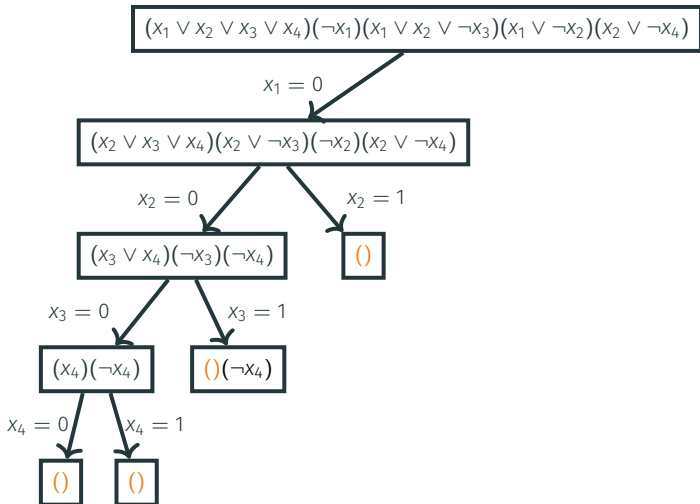 (x₁ ∨ x₂ ∨ x₃ ∨ x₄)(¬x₁)(x₁ ∨ x₂ ∨ ¬x₃)(x₁ ∨ ¬x₂)(x₂ ∨ ¬x₄)
x₁ = 0
(x₂ ∨ x₃ ∨ x₄)(x₂ ∨ ¬x₃)(¬x₂)(x₂ ∨ ¬x₄)
x₂ = 0 x₂ = 1
(x₃ ∨ x₄)(¬x₃)(¬x₄) ()
x₃ = 0 x₃ = 1
(x₄)(¬x₄) ()(¬x₄)
x₄ = 0 x₄ = 1
() ()